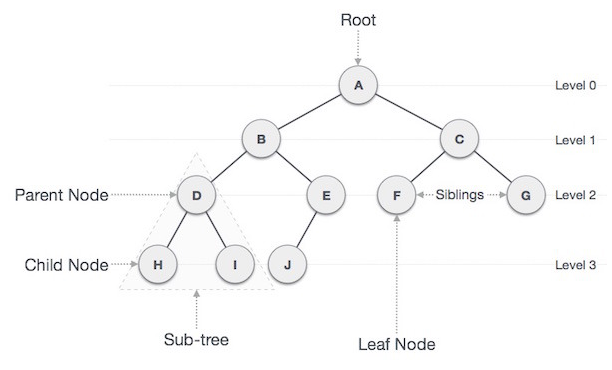 Root
A
Level 0
B
C
Level 1
Parent Node
D
E
F
Siblings
G
Level 2
Child Node
H
I
J
Level 3
Sub-tree
Leaf Node